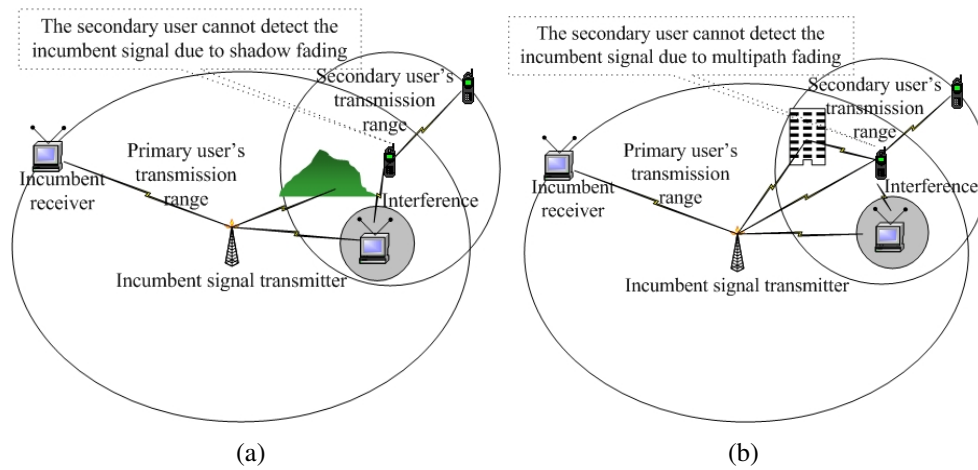 The secondary user cannot detect the
incumbent signal due to shadow fading
Secondary user's
transmission
range
Primary user's
transmission
range
Incumbent
receiver
Interference
Incumbent signal transmitter
(a)
The secondary user cannot detect the
incumbent signal due to multipath fading
Secondary user's
transmission
range
Primary user's
transmission
range
Incumbent
receiver
Interference
Incumbent signal transmitter
(b)